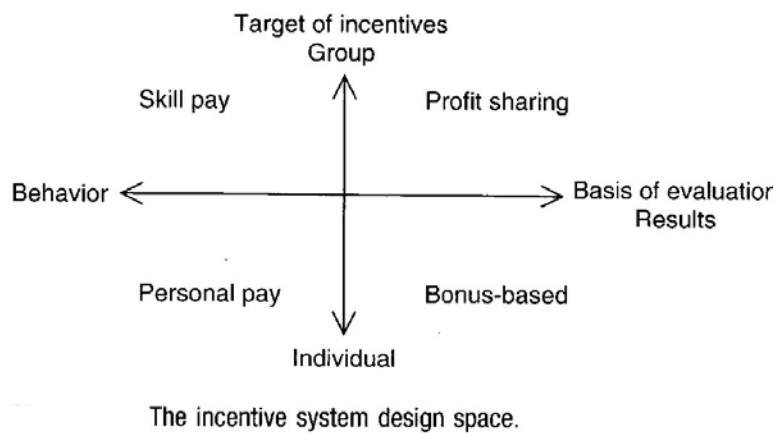 Target of incentives
Group
Skill pay
Profit sharing
Behavior
Basis of evaluation
Results
Personal pay
Bonus-based
Individual
The incentive system design space.